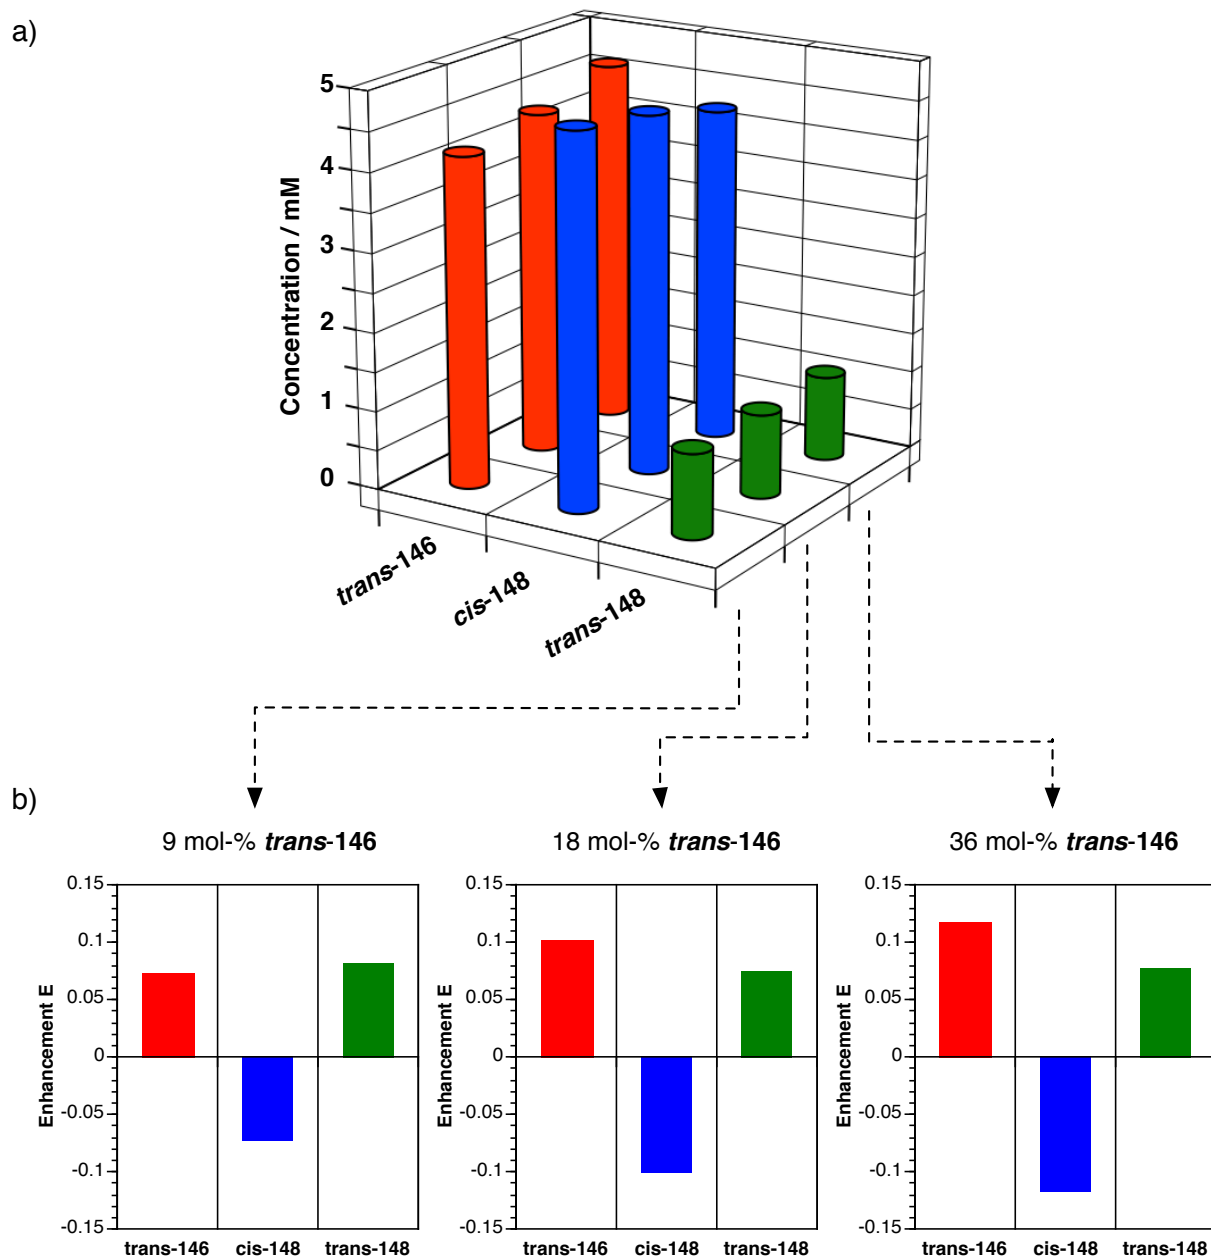 a)
5
4
3
2
1
0
Concentration / mM
trans-146
cis-148
trans-148
b)
9 mol-% trans-146
0.15
0.1
0.05
0
-0.05
-0.1
-0.15
Enhancement E
trans-146 cis-148 trans-148
18 mol-% trans-146
0.15
0.1
0.05
0
-0.05
-0.1
-0.15
Enhancement E
trans-146 cis-148 trans-148
36 mol-% trans-146
0.15
0.1
0.05
0
-0.05
-0.1
-0.15
Enhancement E
trans-146 cis-148 trans-148